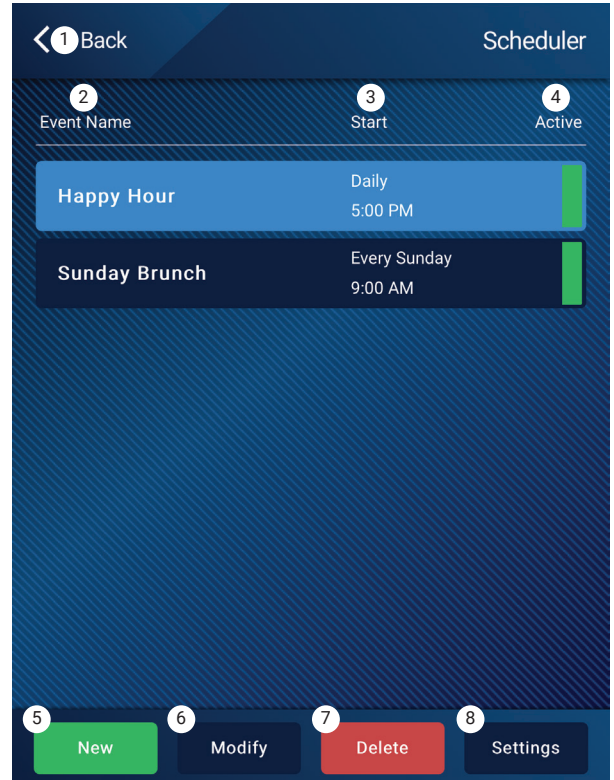 1 Back Scheduler
2 3 4
Event Name Start Active
Happy Hour Daily
5:00 PM
Sunday Brunch Every Sunday
9:00 AM
5 6 7 8
New Modify Delete Settings